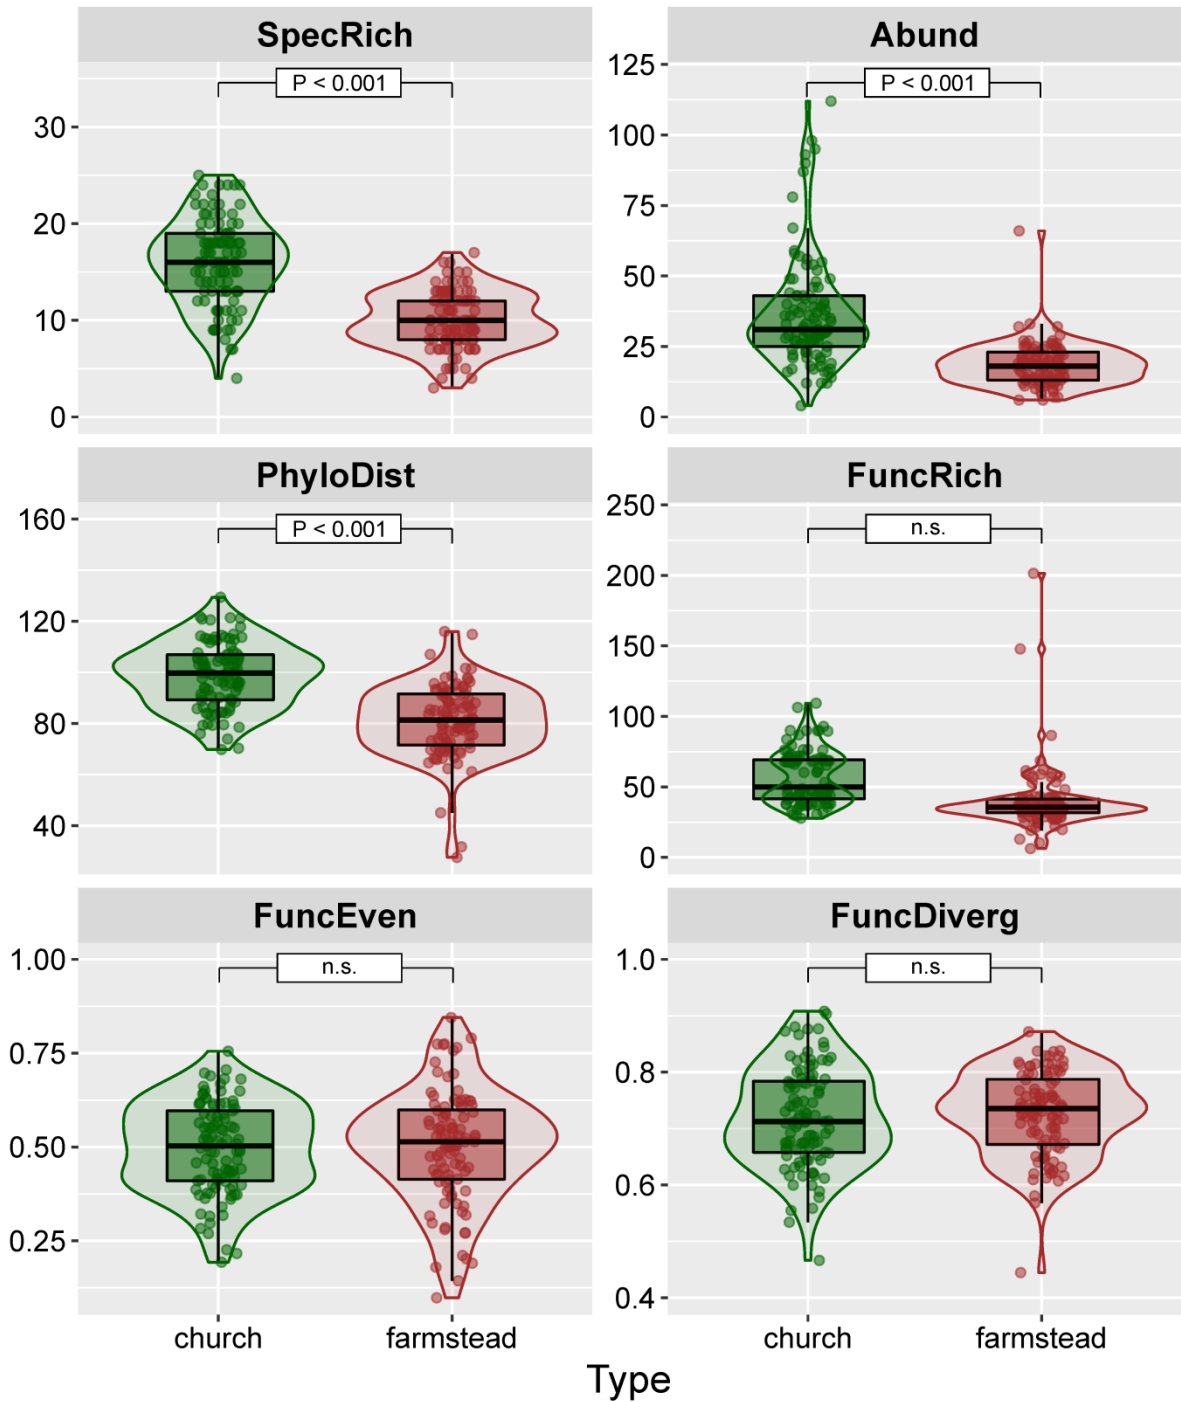 SpecRich
P < 0.001
30
20
10
0
Abund
P < 0.001
125
100
75
50
25
0
PhyloDist
P < 0.001
160
120
80
40
FuncRich
n.s.
250
200
150
100
50
0
FuncEven
n.s.
1.00
0.75
0.50
0.25
church farmstead
FuncDiverg
n.s.
1.0
0.8
0.6
0.4
church farmstead
Type